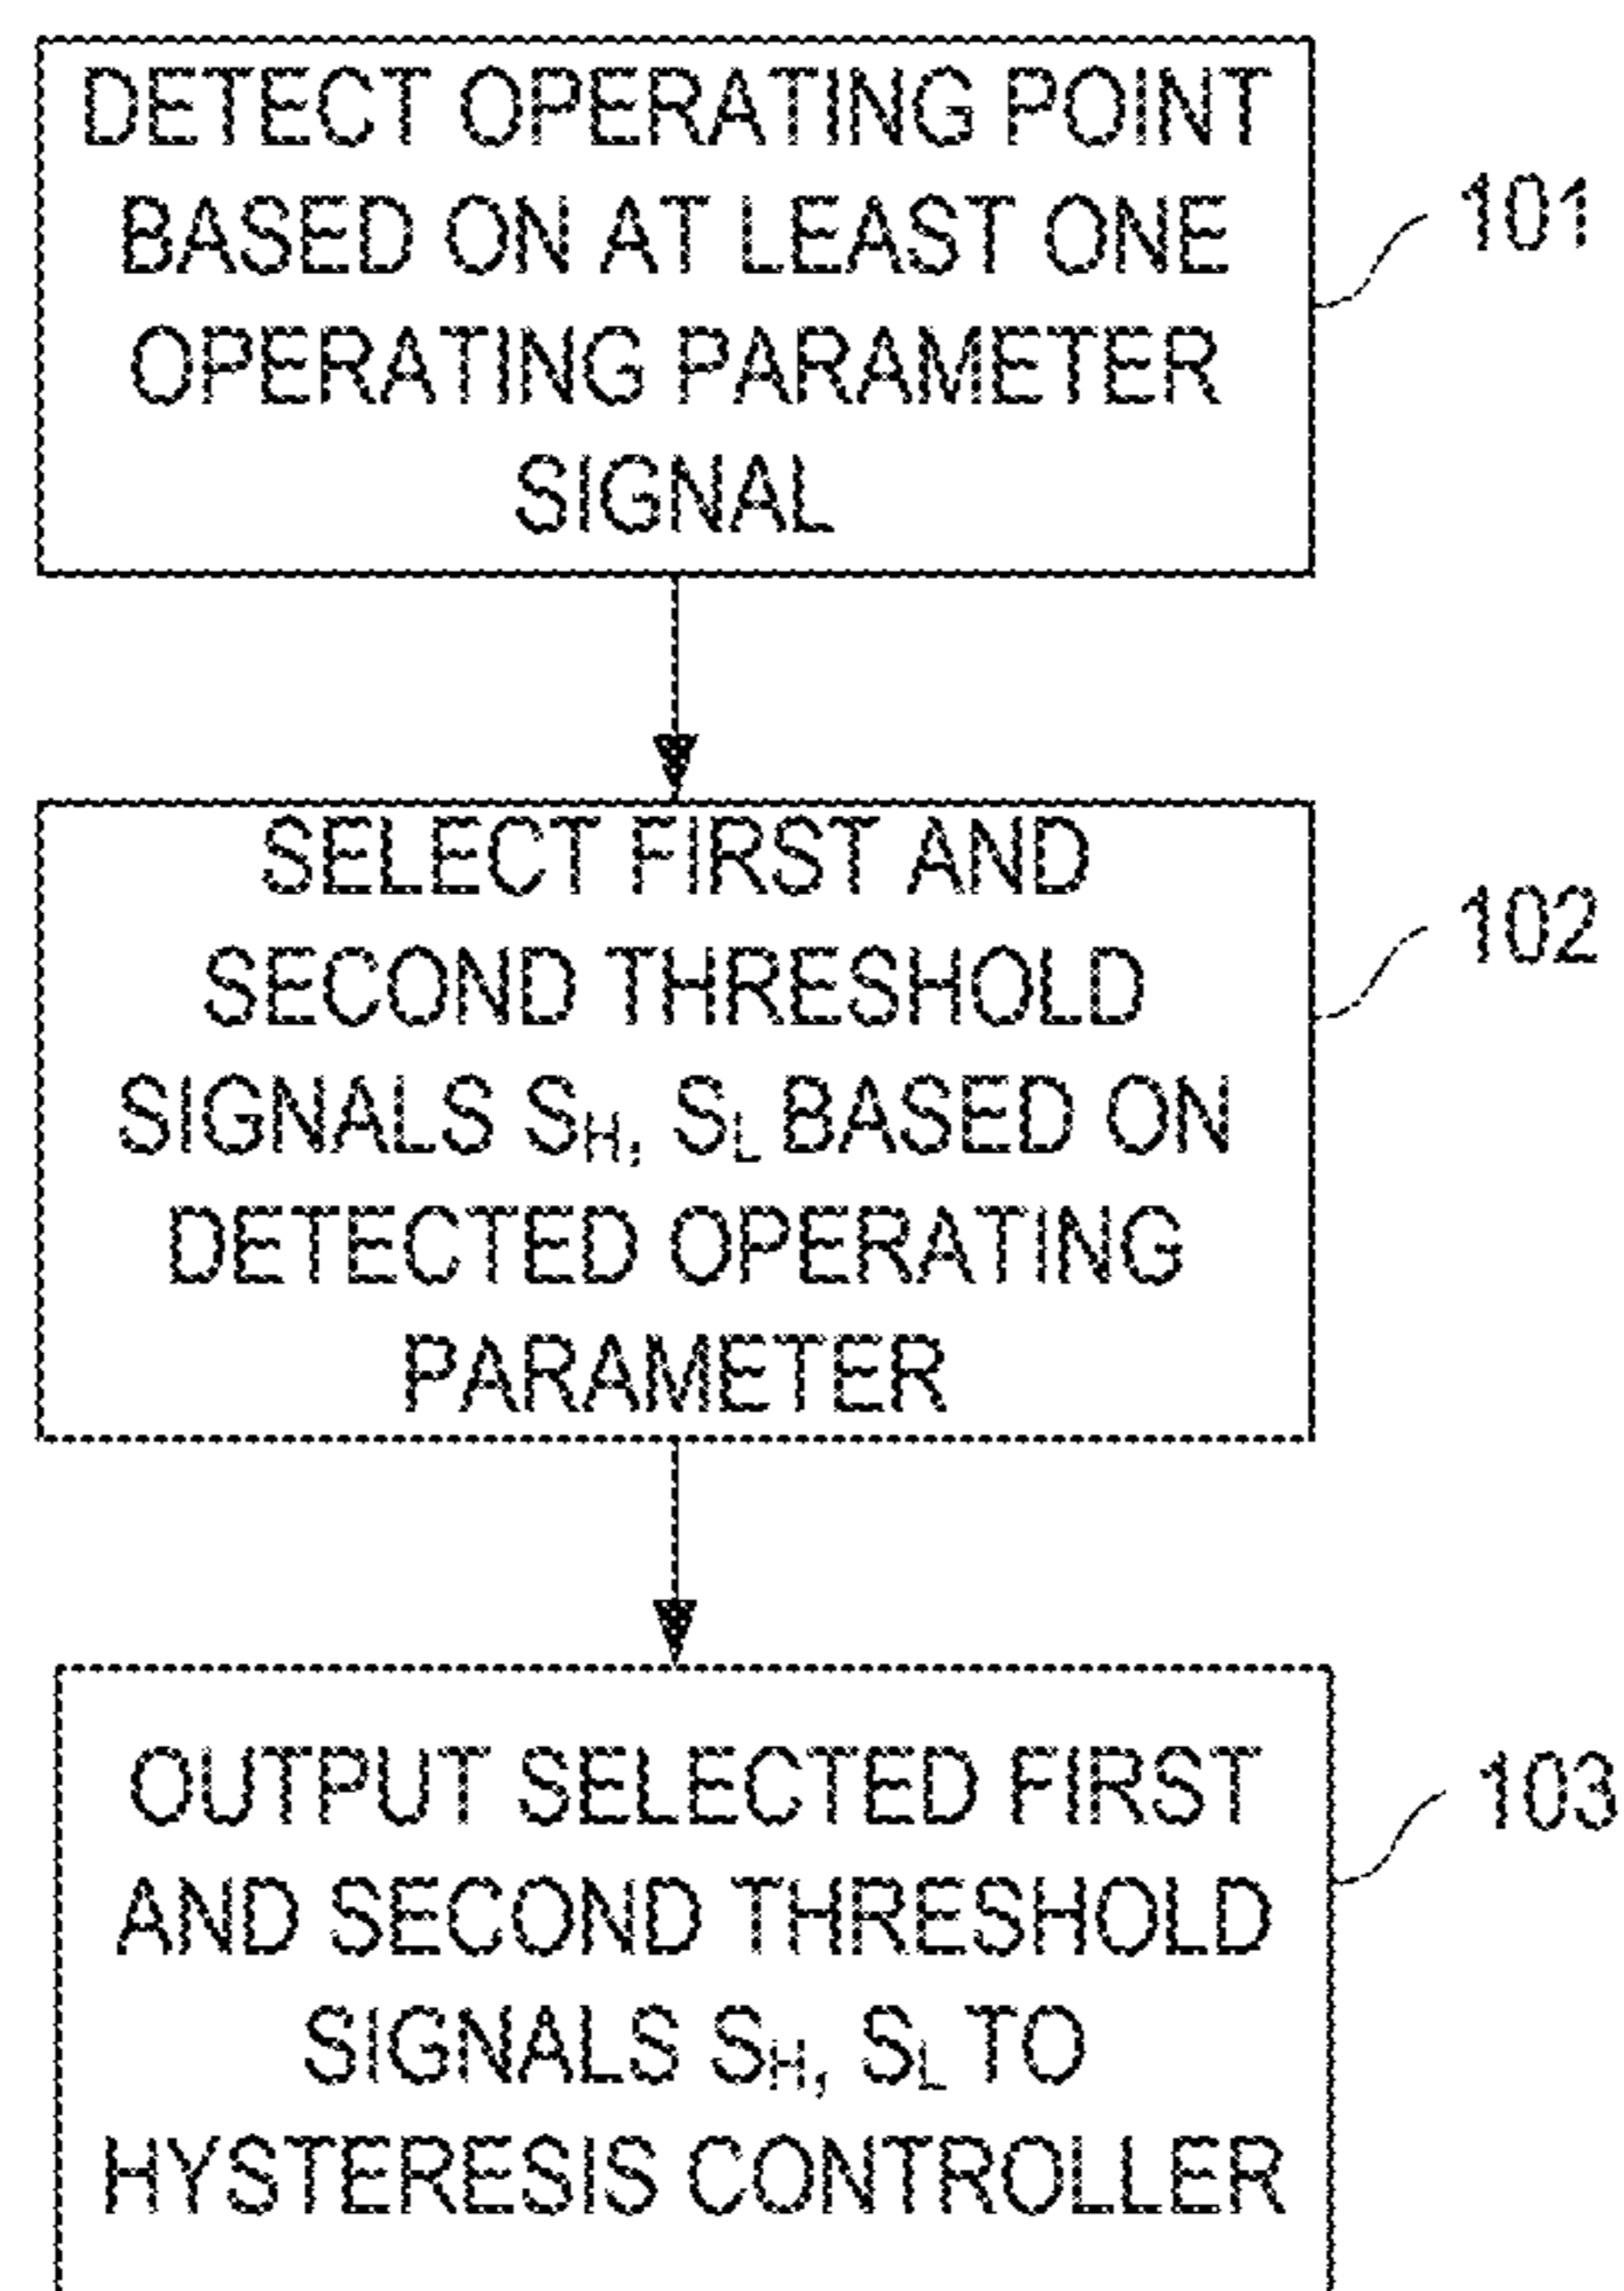 DETECT OPERATING POINT
BASED ON AT LEAST ONE
OPERATING PARAMETER
SIGNAL
101
SELECT FIRST AND
SECOND THRESHOLD
SIGNALS SH, SL BASED ON
DETECTED OPERATING
PARAMETER
102
OUTPUT SELECTED FIRST
AND SECOND THRESHOLD
SIGNALS SH, SL TO
HYSTERESIS CONTROLLER
103